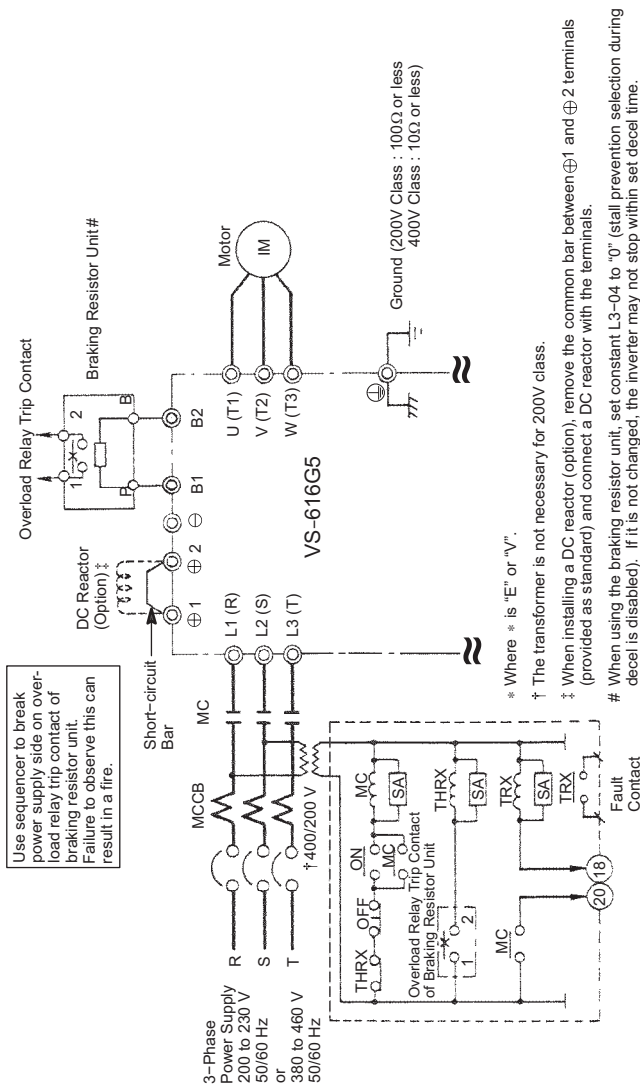 Use sequencer to break
power supply side on over-
load relay trip contact of
braking resistor unit.
Failure to observe this can
result in a fire.
Overload Relay Trip Contact
Braking Resistor Unit #
1 2
P B
DC Reactor
(Option) ‡
Short-circuit
Bar
⊕ 1 ⊕ 2 ⊖ B1 B2
3-Phase
Power Supply
200 to 230 V
50/60 Hz
or
380 to 460 V
50/60 Hz
R
S
T
MCCB
MC
L1 (R)
L2 (S)
L3 (T)
VS-616G5
U (T1)
V (T2)
W (T3)
Motor
IM
Ground (200V Class : 100Ω or less
400V Class : 10Ω or less)
†400/200 V
THRX OFF ON MC
MC
SA
Overload Relay Trip Contact
of Braking Resistor Unit
1 2
THRX
SA
MC
20 18
TRX
SA
TRX
Fault
Contact
* Where * is "E" or "V".
† The transformer is not necessary for 200V class.
‡ When installing a DC reactor (option), remove the common bar between ⊕1 and ⊕ 2 terminals
(provided as standard) and connect a DC reactor with the terminals.
# When using the braking resistor unit, set constant L3-04 to "0" (stall prevention selection during
decel is disabled). If it is not changed, the inverter may not stop within set decel time.